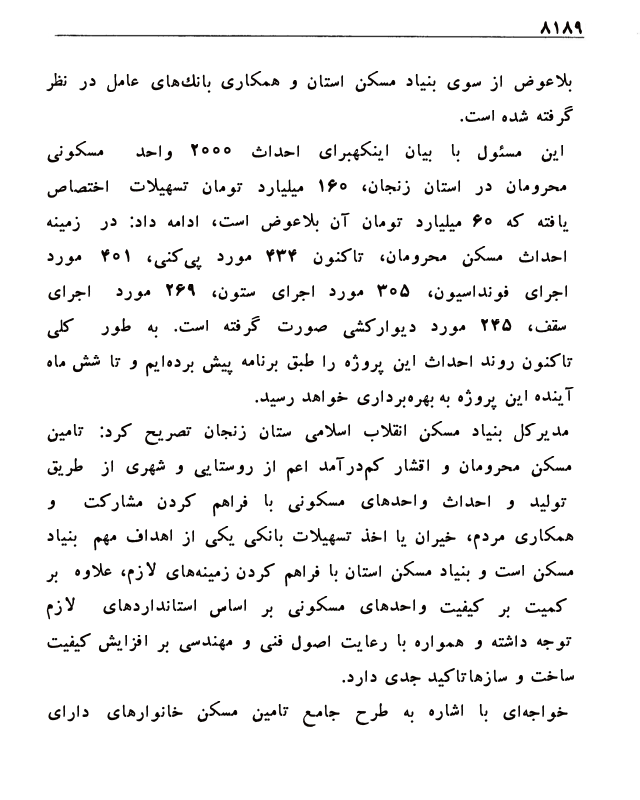 ۸۱۸۹
بلاعوض از سوی بنیاد مسکن استان و همکاری بانك‌های عامل در نظر
گرفته شده است.
این مسئول با بیان اینکهبرای احداث ۲۰۰۰ واحد مسکونی
محرومان در استان زنجان، ۱۶۰ میلیارد تومان تسهیلات اختصاص
یافته که ۶۰ میلیارد تومان آن بلاعوض است، ادامه داد: در زمینه
احداث مسکن محرومان، تاکنون ۴۳۴ مورد پی‌کنی، ۴۰۱ مورد
اجرای فونداسیون، ۳۰۵ مورد اجرای ستون، ۲۶۹ مورد اجرای
سقف، ۲۴۵ مورد دیوارکشی صورت گرفته است. به طور کلی
تاکنون روند احداث این پروژه را طبق برنامه پیش برده‌ایم و تا شش ماه
آینده این پروژه به بهره‌برداری خواهد رسید.
مدیرکل بنیاد مسکن انقلاب اسلامی ستان زنجان تصریح کرد: تامین
مسکن محرومان و اقشار کم‌درآمد اعم از روستایی و شهری از طریق
تولید و احداث واحدهای مسکونی با فراهم کردن مشارکت و
همکاری مردم، خیران یا اخذ تسهیلات بانکی یکی از اهداف مهم بنیاد
مسکن است و بنیاد مسکن استان با فراهم کردن زمینه‌های لازم، علاوه بر
کمیت بر کیفیت واحدهای مسکونی بر اساس استانداردهای لازم
توجه داشته و همواره با رعایت اصول فنی و مهندسی بر افزایش کیفیت
ساخت و سازهاتاکید جدی دارد.
خواجه‌ای با اشاره به طرح جامع تامین مسکن خانوارهای دارای